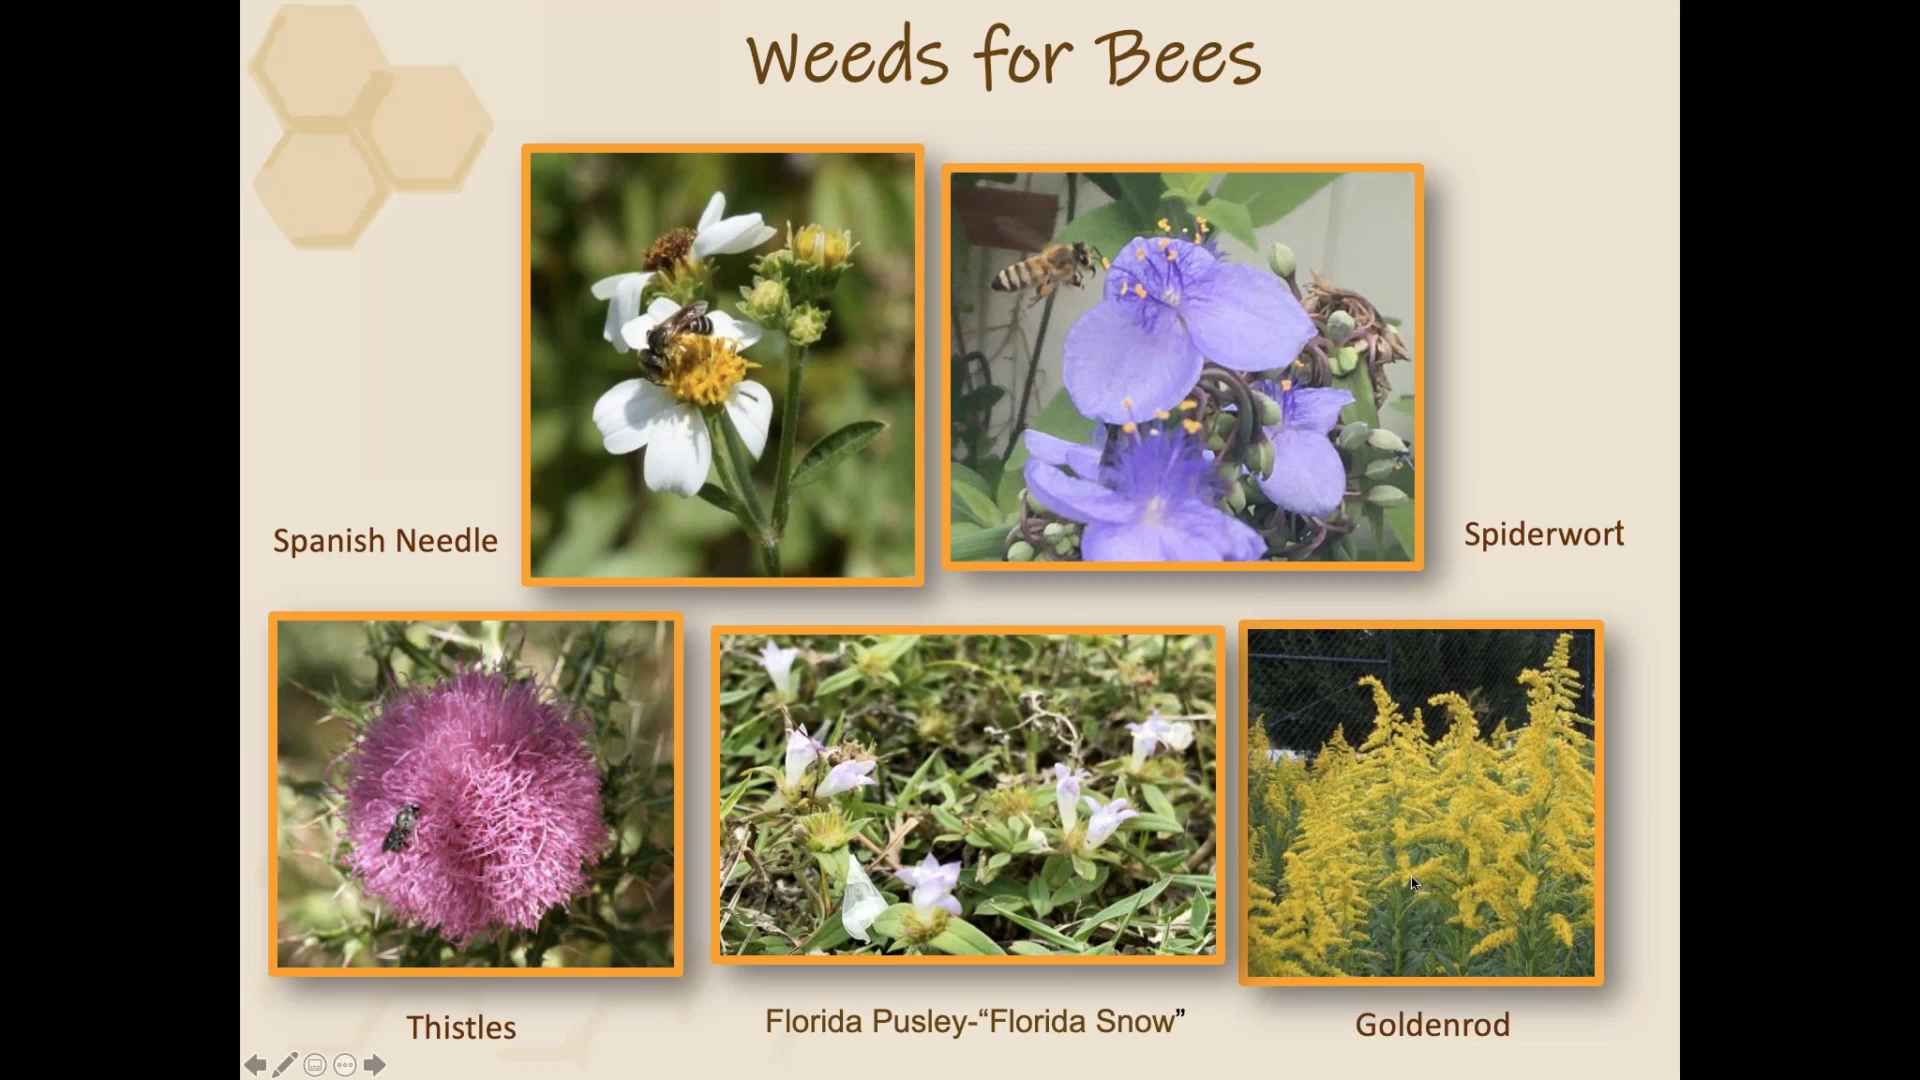 Weeds for Bees
Spanish Needle
Spiderwort
Thistles
Florida Pusley-“Florida Snow”
Goldenrod